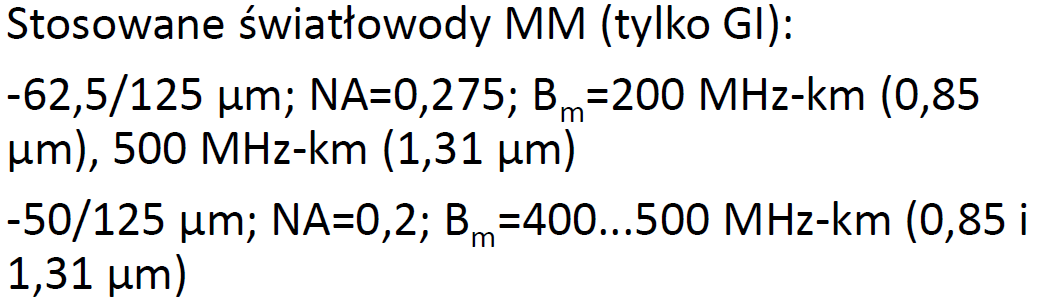 Stosowane światłowody MM (tylko GI):
-62,5/125 μm; NA=0,275; Bm=200 MHz-km (0,85
μm), 500 MHz-km (1,31 μm)
-50/125 μm; NA=0,2; Bm=400...500 MHz-km (0,85 i
1,31 μm)